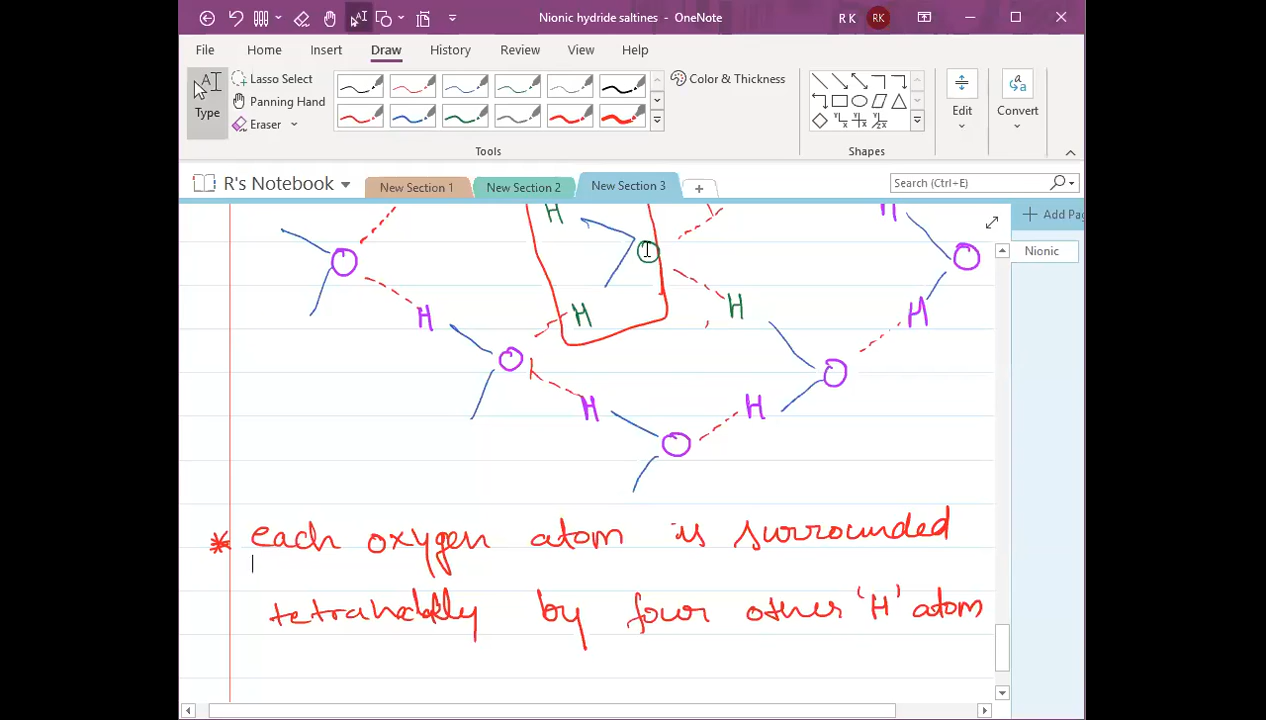 Nionic hydride saltines - OneNote
R K RK
File Home Insert Draw History Review View Help
Type
Lasso Select
Panning Hand
Eraser
Color & Thickness
Edit
Convert
Tools
Shapes
R's Notebook New Section 1 New Section 2 New Section 3 + Search (Ctrl+E)
Add Pag
Nionic
H O H
O O
H H H H
O O
H H
O
* each oxygen atom is surrounded
by four other 'H' atom